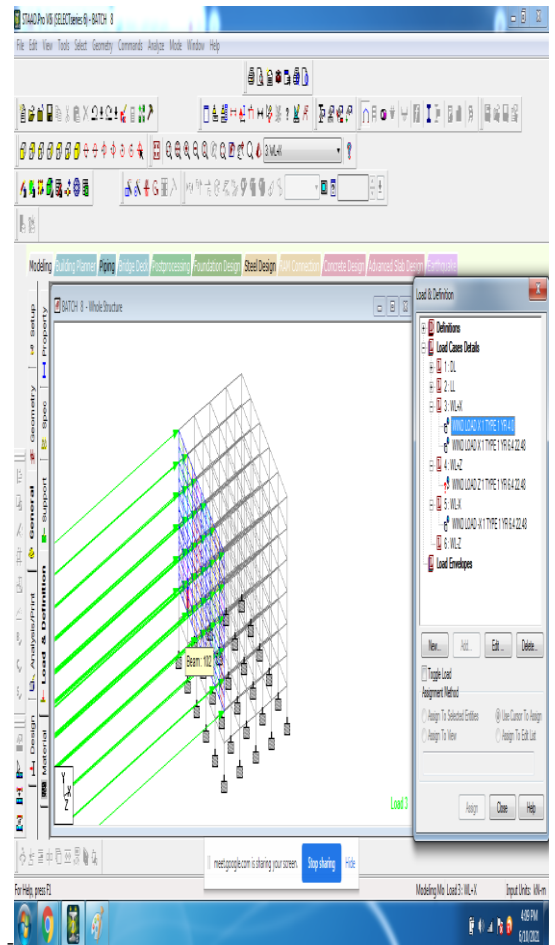 STAAD.Pro V8i (SELECTseries 6) - BATCH 8
File Edit View Tools Select Geometry Commands Analyze Mode Window Help
3:WL+X
Modeling Building Planner Piping Bridge Deck Postprocessing Foundation Design Steel Design RAM Connection Concrete Design Advanced Slab Design Earthquake
Setup
Geometry
General
Analysis/Print
Design
Property
Spec
Support
Load & Definition
Material
BATCH 8 - Whole Structure
Beam : 102
Y
X
Z
Load 3
Load & Definition
Definitions
Load Cases Details
1 : DL
2 : LL
3 : WL+X
WIND LOAD X 1 TYPE 1 YR 4 0
WIND LOAD X 1 TYPE 1 YR 6.4 22.48
4 : WL+Z
WIND LOAD Z 1 TYPE 1 YR 6.4 22.48
5 : WL-X
WIND LOAD -X 1 TYPE 1 YR 6.4 22.48
6 : WL-Z
Load Envelopes
New... Add... Edit... Delete...
Toggle Load
Assignment Method
Assign To Selected Entities Use Cursor To Assign
Assign To View Assign To Edit List
Assign Close Help
meet.google.com is sharing your screen. Stop sharing Hide
For Help, press F1 Modeling Mo Load 3 : WL+X Input Units: kN-m
4:09 PM
6/10/2021